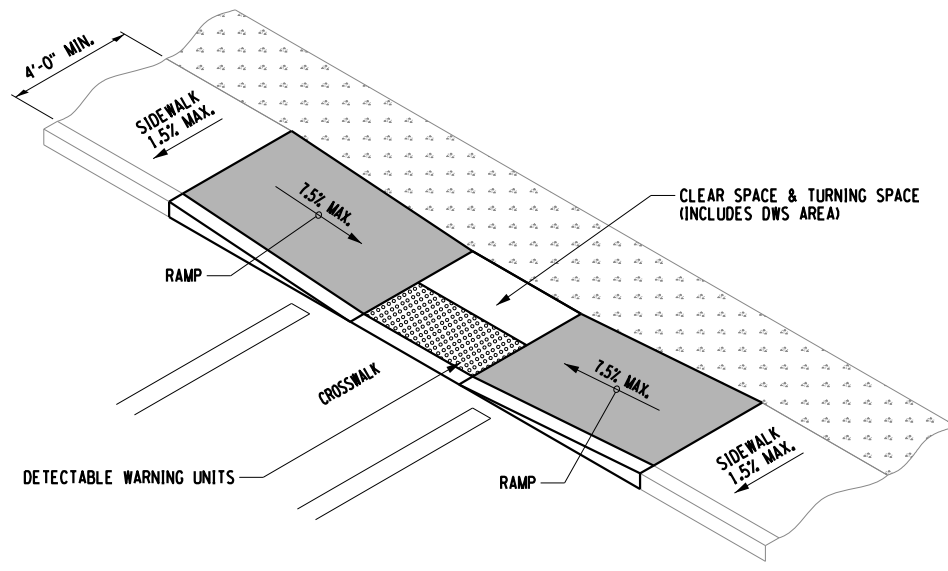 4'-0" MIN.
SIDEWALK
1.5% MAX.
7.5% MAX.
CLEAR SPACE & TURNING SPACE
(INCLUDES DWS AREA)
RAMP
7.5% MAX.
CROSSWALK
SIDEWALK
1.5% MAX.
DETECTABLE WARNING UNITS
RAMP